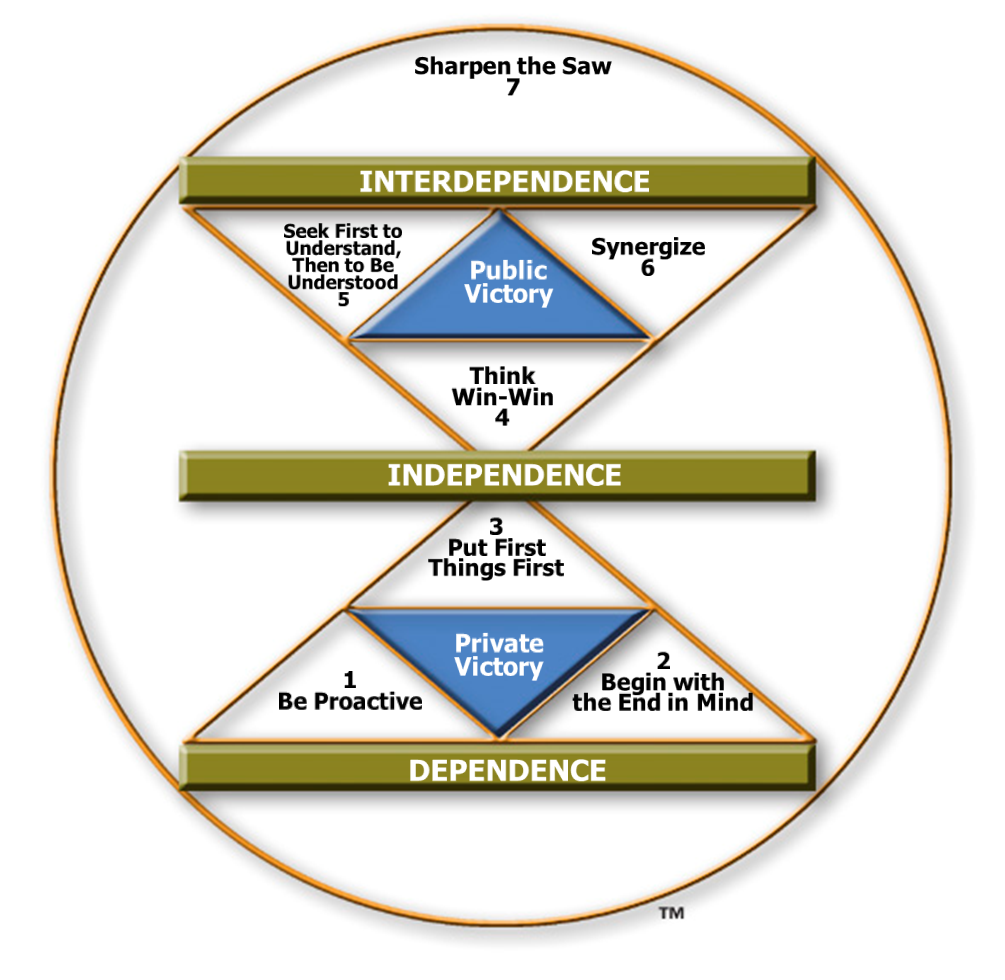 Sharpen the Saw
7
INTERDEPENDENCE
Seek First to
Understand,
Then to Be
Understood
5
Public
Victory
Synergize
6
Think
Win-Win
4
INDEPENDENCE
3
Put First
Things First
Private
Victory
1
Be Proactive
2
Begin with
the End in Mind
DEPENDENCE
TM